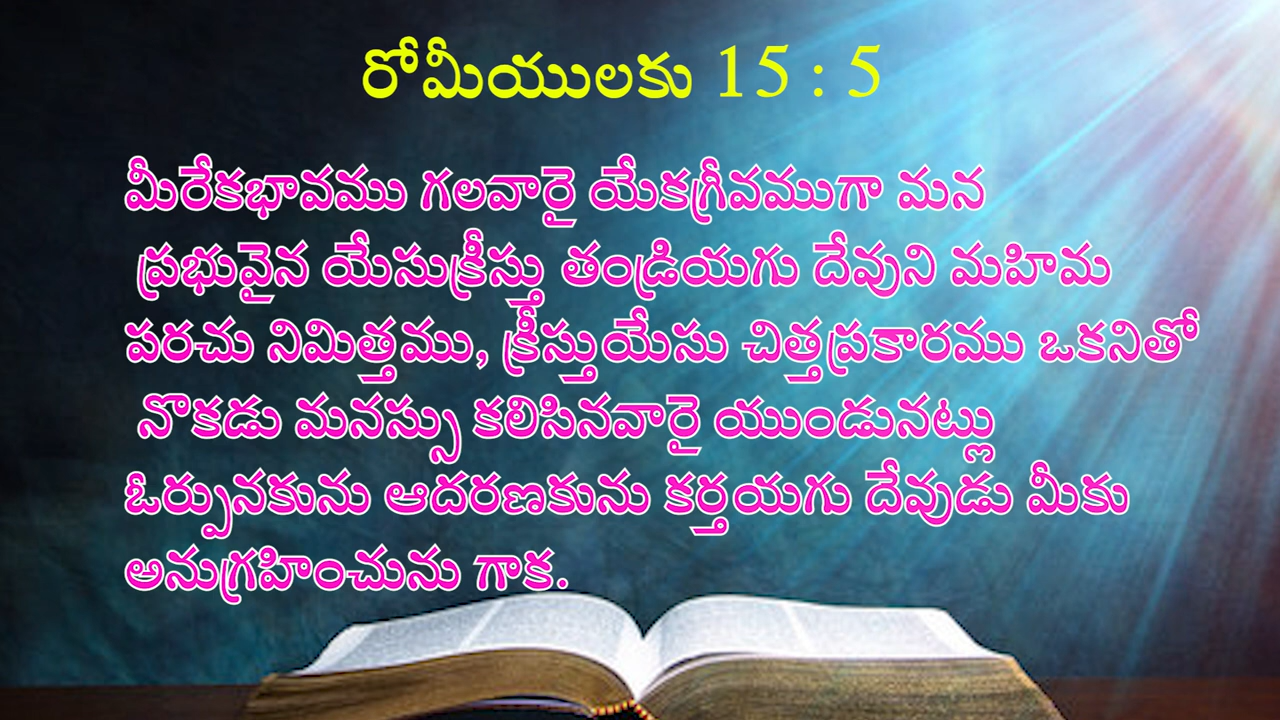 రోమీయులకు 15 : 5
మీరేకభావము గలవారై యేకగ్రీవముగా మన
ప్రభువైన యేసుక్రీస్తు తండ్రియగు దేవుని మహిమ
పరచు నిమిత్తము, క్రీస్తుయేసు చిత్తప్రకారము ఒకనితో
నొకడు మనస్సు కలిసినవారై యుండునట్లు
ఓర్పునకును ఆదరణకును కర్తయగు దేవుడు మీకు
అనుగ్రహించును గాక.